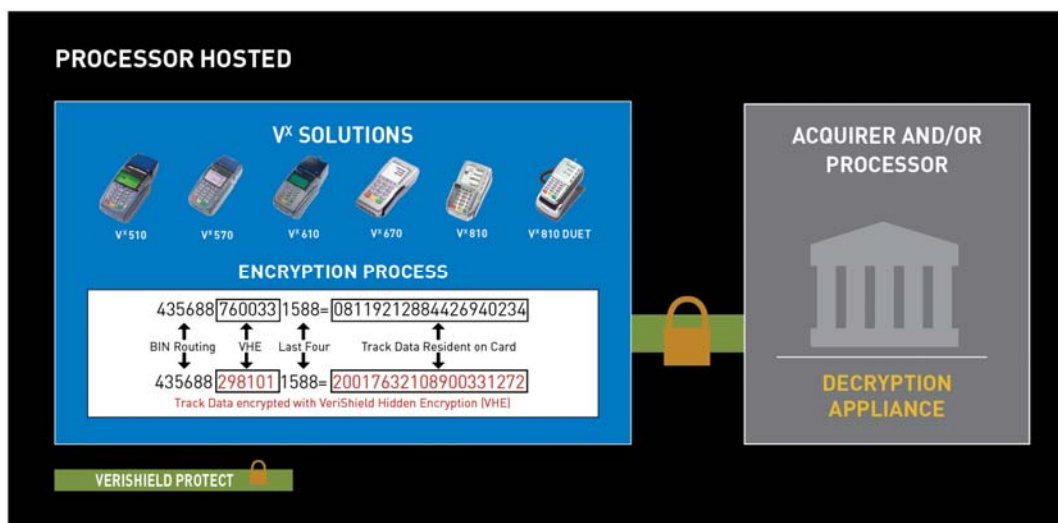 PROCESSOR HOSTED
Vˣ SOLUTIONS
Vˣ510
Vˣ570
Vˣ610
Vˣ670
Vˣ810
Vˣ810 DUET
ENCRYPTION PROCESS
435688 760033 1588= 08119212884426940234
BIN Routing VHE Last Four Track Data Resident on Card
435688 298101 1588= 20017632108900331272
Track Data encrypted with VeriShield Hidden Encryption (VHE)
ACQUIRER AND/OR
PROCESSOR
DECRYPTION
APPLIANCE
VERISHIELD PROTECT